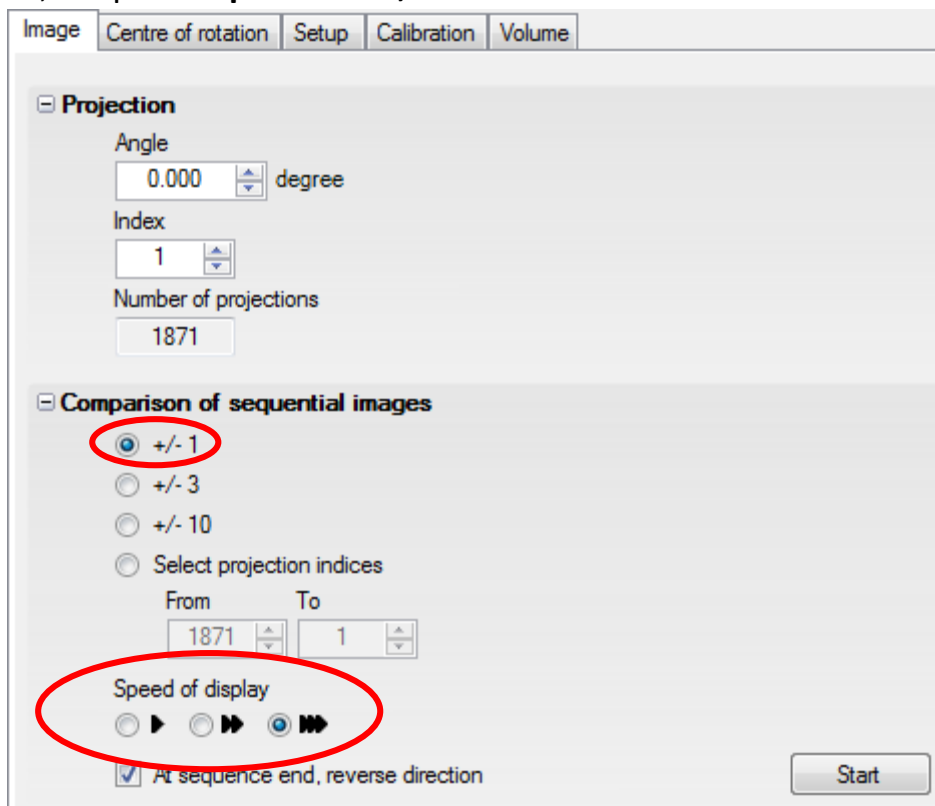 Image Centre of rotation Setup Calibration Volume
Projection
Angle
0.000 degree
Index
1
Number of projections
1871
Comparison of sequential images
+/- 1
+/- 3
+/- 10
Select projection indices
From To
1871 1
Speed of display
At sequence end, reverse direction Start